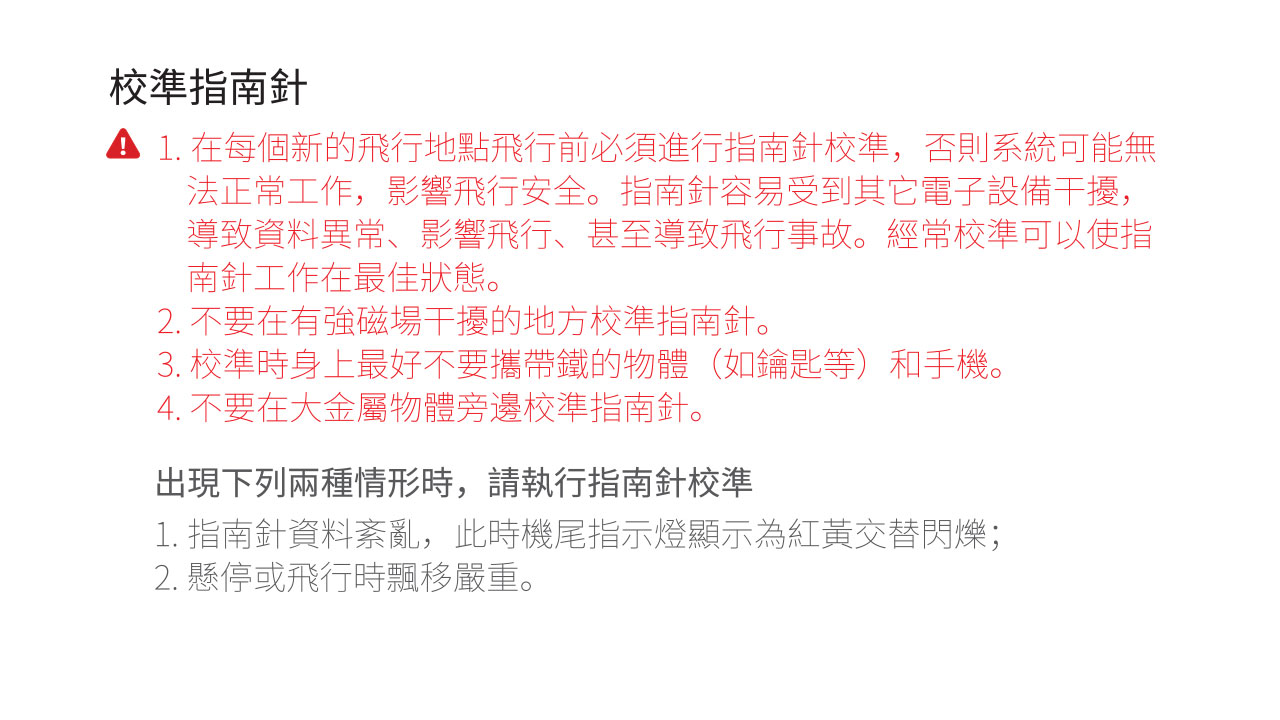 校準指南針
1. 在每個新的飛行地點飛行前必須進行指南針校準，否則系統可能無
法正常工作，影響飛行安全。指南針容易受到其它電子設備干擾，
導致資料異常、影響飛行、甚至導致飛行事故。經常校準可以使指
南針工作在最佳狀態。
2. 不要在有強磁場干擾的地方校準指南針。
3. 校準時身上最好不要攜帶鐵的物體（如鑰匙等）和手機。
4. 不要在大金屬物體旁邊校準指南針。
出現下列兩種情形時，請執行指南針校準
1. 指南針資料紊亂，此時機尾指示燈顯示為紅黃交替閃爍；
2. 懸停或飛行時飄移嚴重。